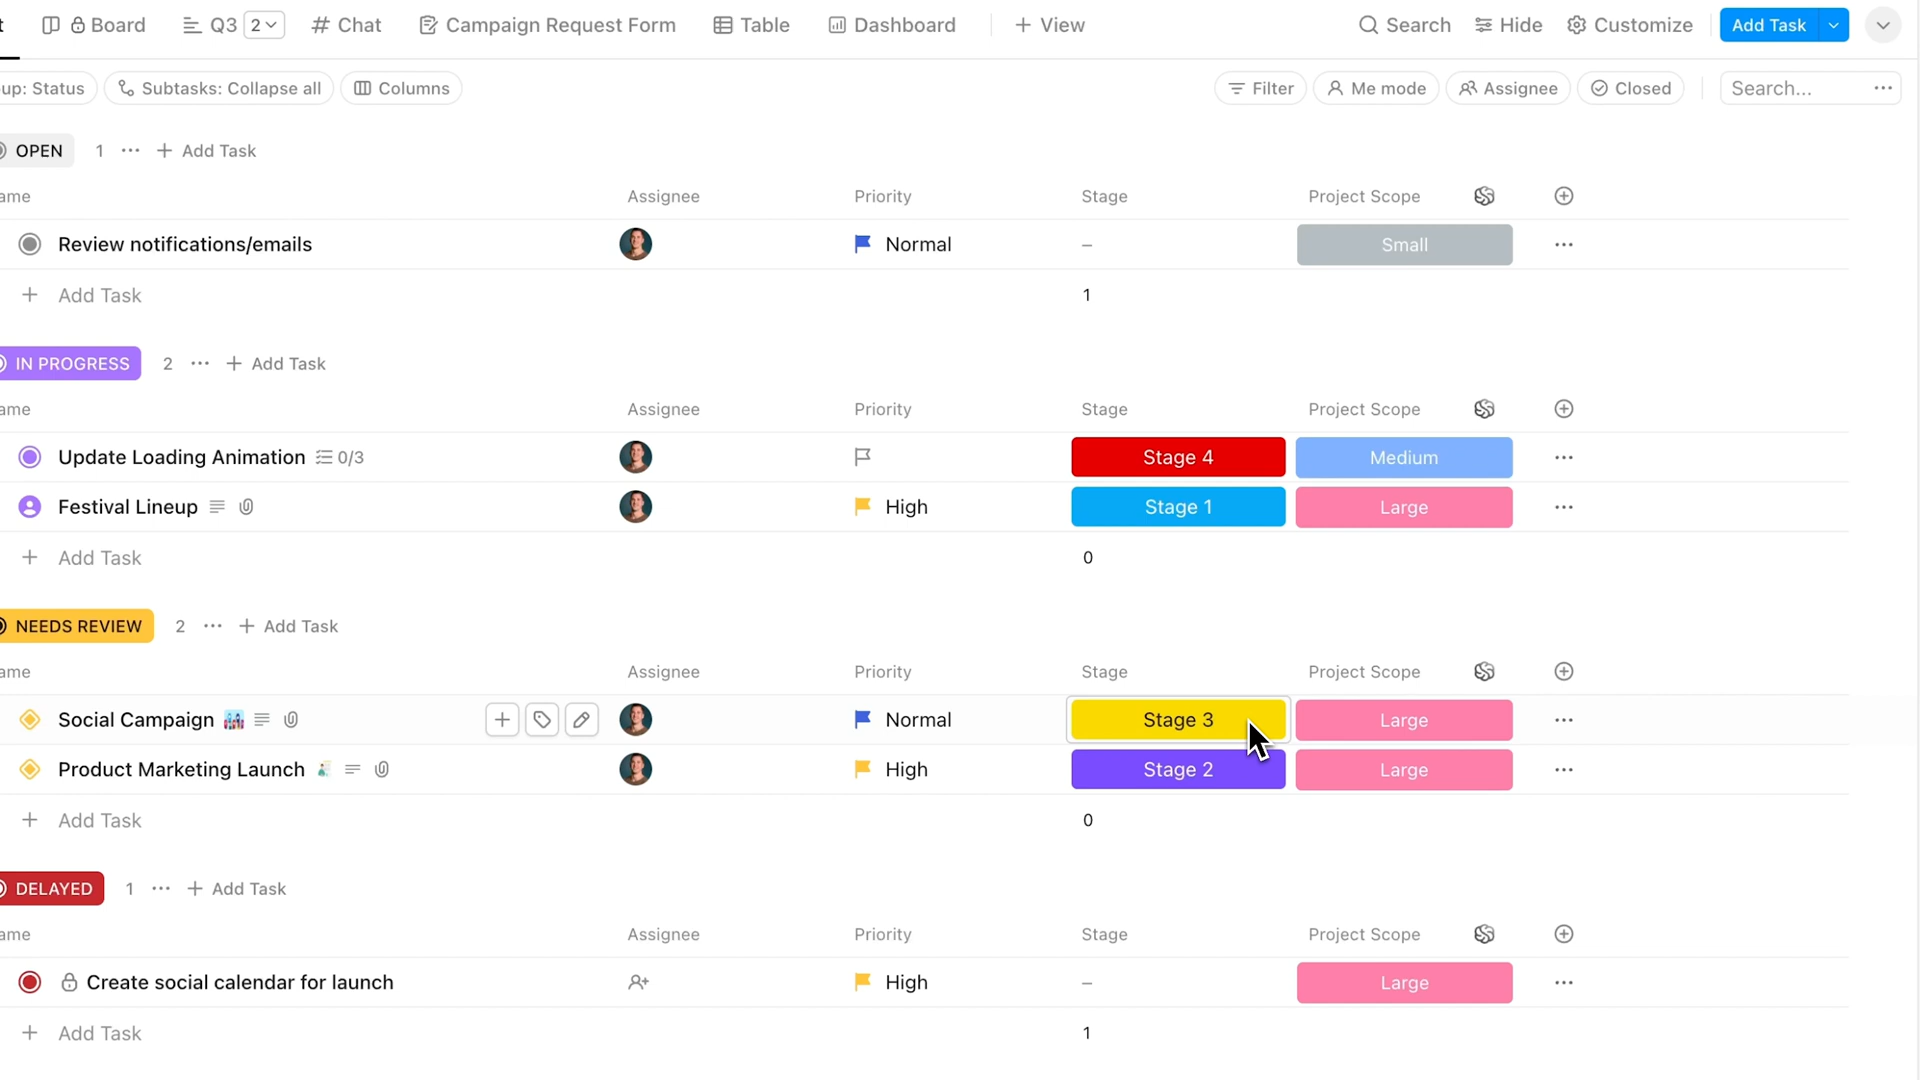 t Board Q3 2 Chat Campaign Request Form Table Dashboard View Search Hide Customize Add Task
up: Status Subtasks: Collapse all Columns Filter Me mode Assignee Closed Search...
OPEN 1 Add Task
ame Assignee Priority Stage Project Scope
Review notifications/emails Normal – Small
Add Task 1
IN PROGRESS 2 Add Task
ame Assignee Priority Stage Project Scope
Update Loading Animation 0/3 Stage 4 Medium
Festival Lineup High Stage 1 Large
Add Task 0
NEEDS REVIEW 2 Add Task
ame Assignee Priority Stage Project Scope
Social Campaign Normal Stage 3 Large
Product Marketing Launch High Stage 2 Large
Add Task 0
DELAYED 1 Add Task
ame Assignee Priority Stage Project Scope
Create social calendar for launch High – Large
Add Task 1